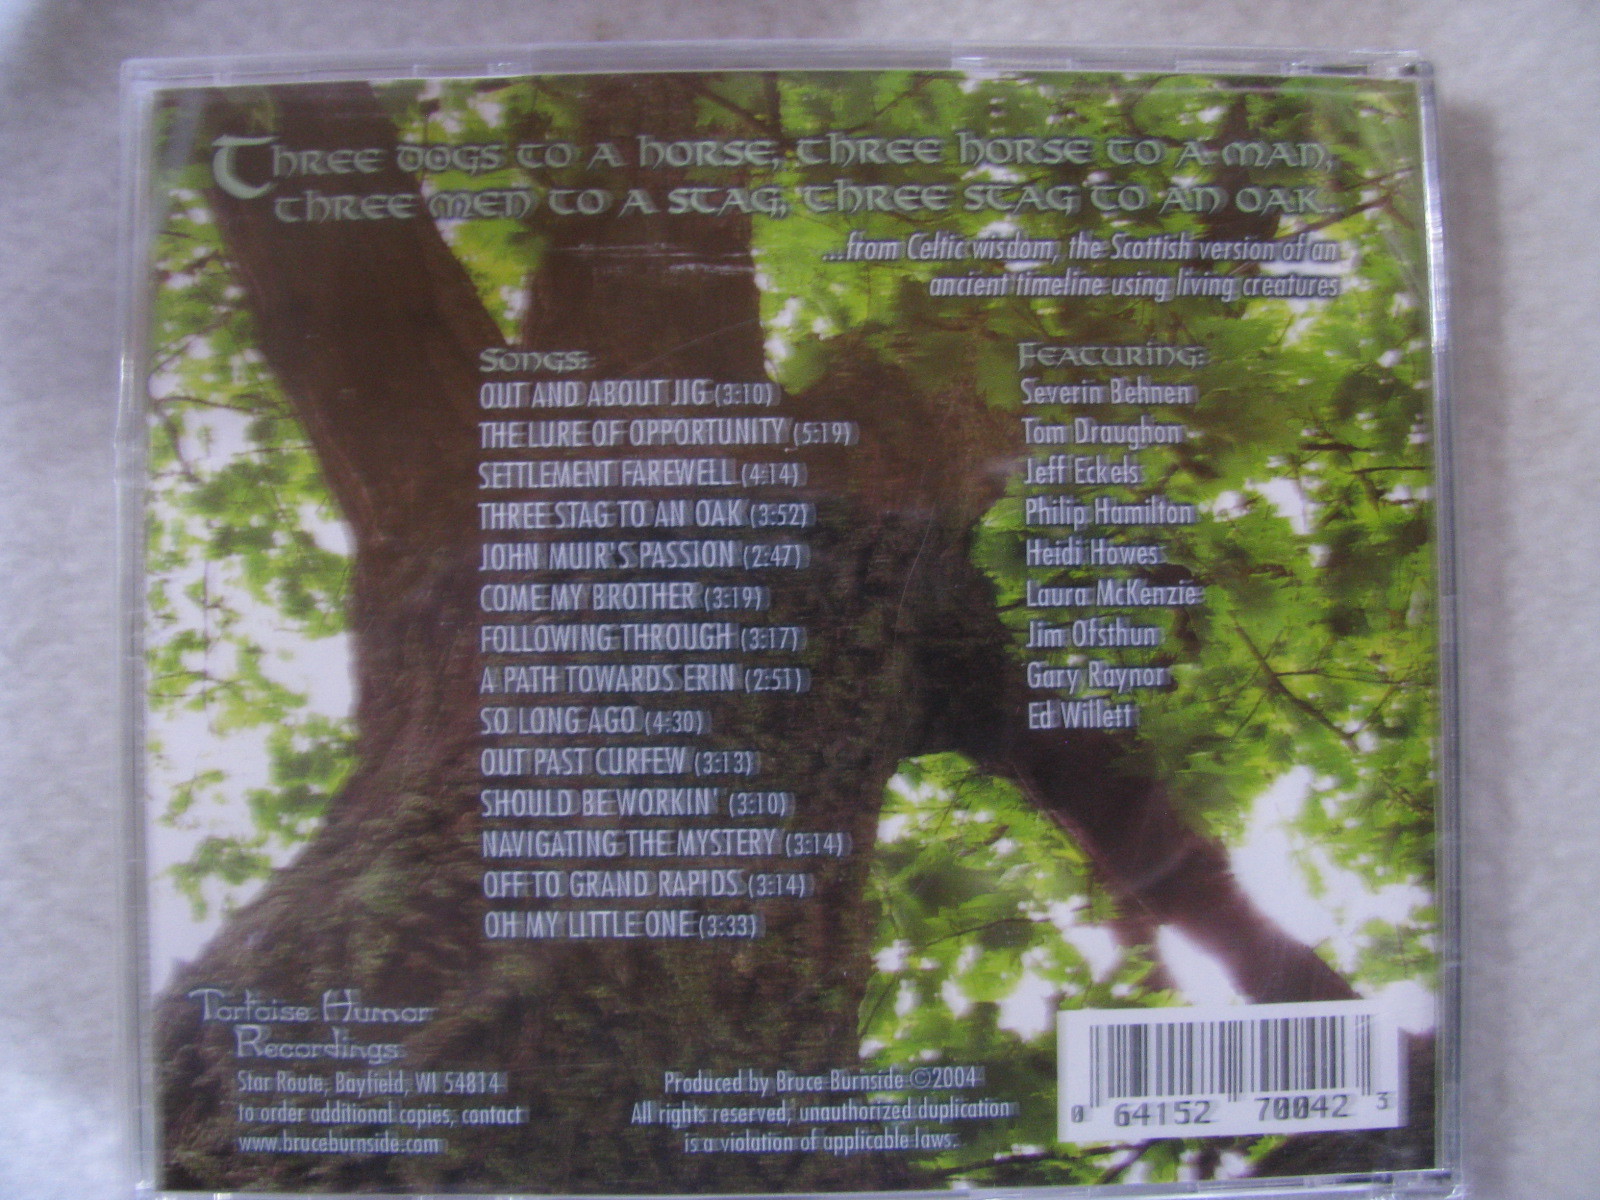 Three dogs to a horse, three horse to a man,
three men to a stag, three stag to an oak.
...from Celtic wisdom, the Scottish version of an
ancient timeline using living creatures
Songs:
OUT AND ABOUT JIG (3:10)
THE LURE OF OPPORTUNITY (5:19)
SETTLEMENT FAREWELL (4:14)
THREE STAG TO AN OAK (3:52)
JOHN MUIR'S PASSION (2:47)
COME MY BROTHER (3:19)
FOLLOWING THROUGH (3:17)
A PATH TOWARDS ERIN (2:51)
SO LONG AGO (4:30)
OUT PAST CURFEW (3:13)
SHOULD BE WORKIN' (3:10)
NAVIGATING THE MYSTERY (3:14)
OFF TO GRAND RAPIDS (3:14)
OH MY LITTLE ONE (3:33)
Featuring:
Severin Behnen
Tom Draughon
Jeff Eckels
Philip Hamilton
Heidi Howes
Laura McKenzie
Jim Ofsthun
Gary Raynor
Ed Willett
Tortoise Humor
Recordings
Star Route, Bayfield, WI 54814
to order additional copies, contact
www.bruceburnside.com
Produced by Bruce Burnside ©2004
All rights reserved, unauthorized duplication
is a violation of applicable laws.
0 64152 70042 3